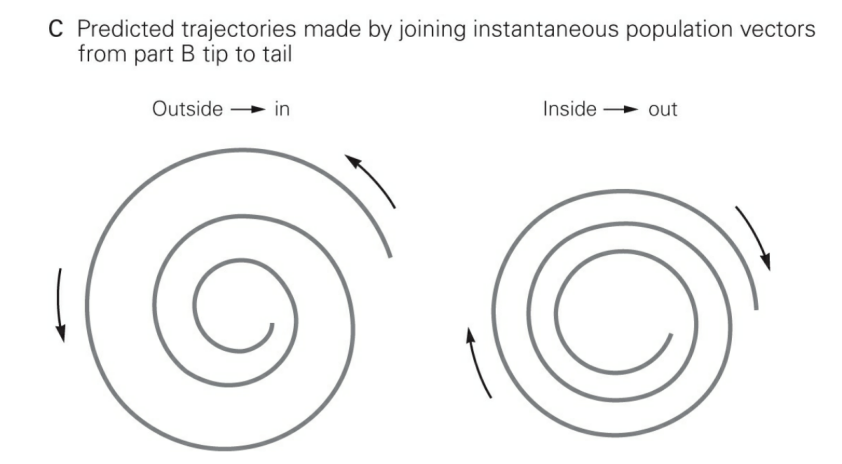 C Predicted trajectories made by joining instantaneous population vectors
from part B tip to tail
Outside → in
Inside → out